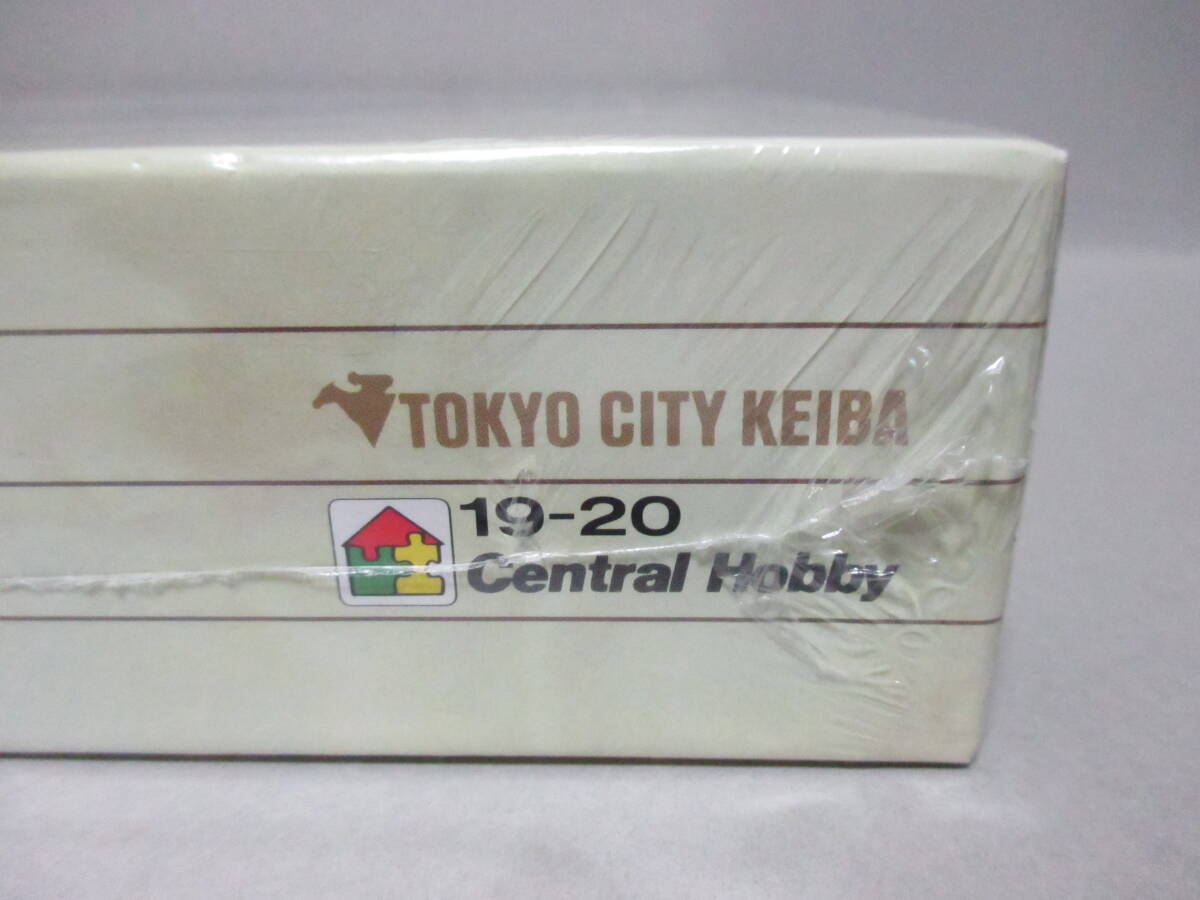 TOKYO CITY KEIBA
19-20
Central Hobby